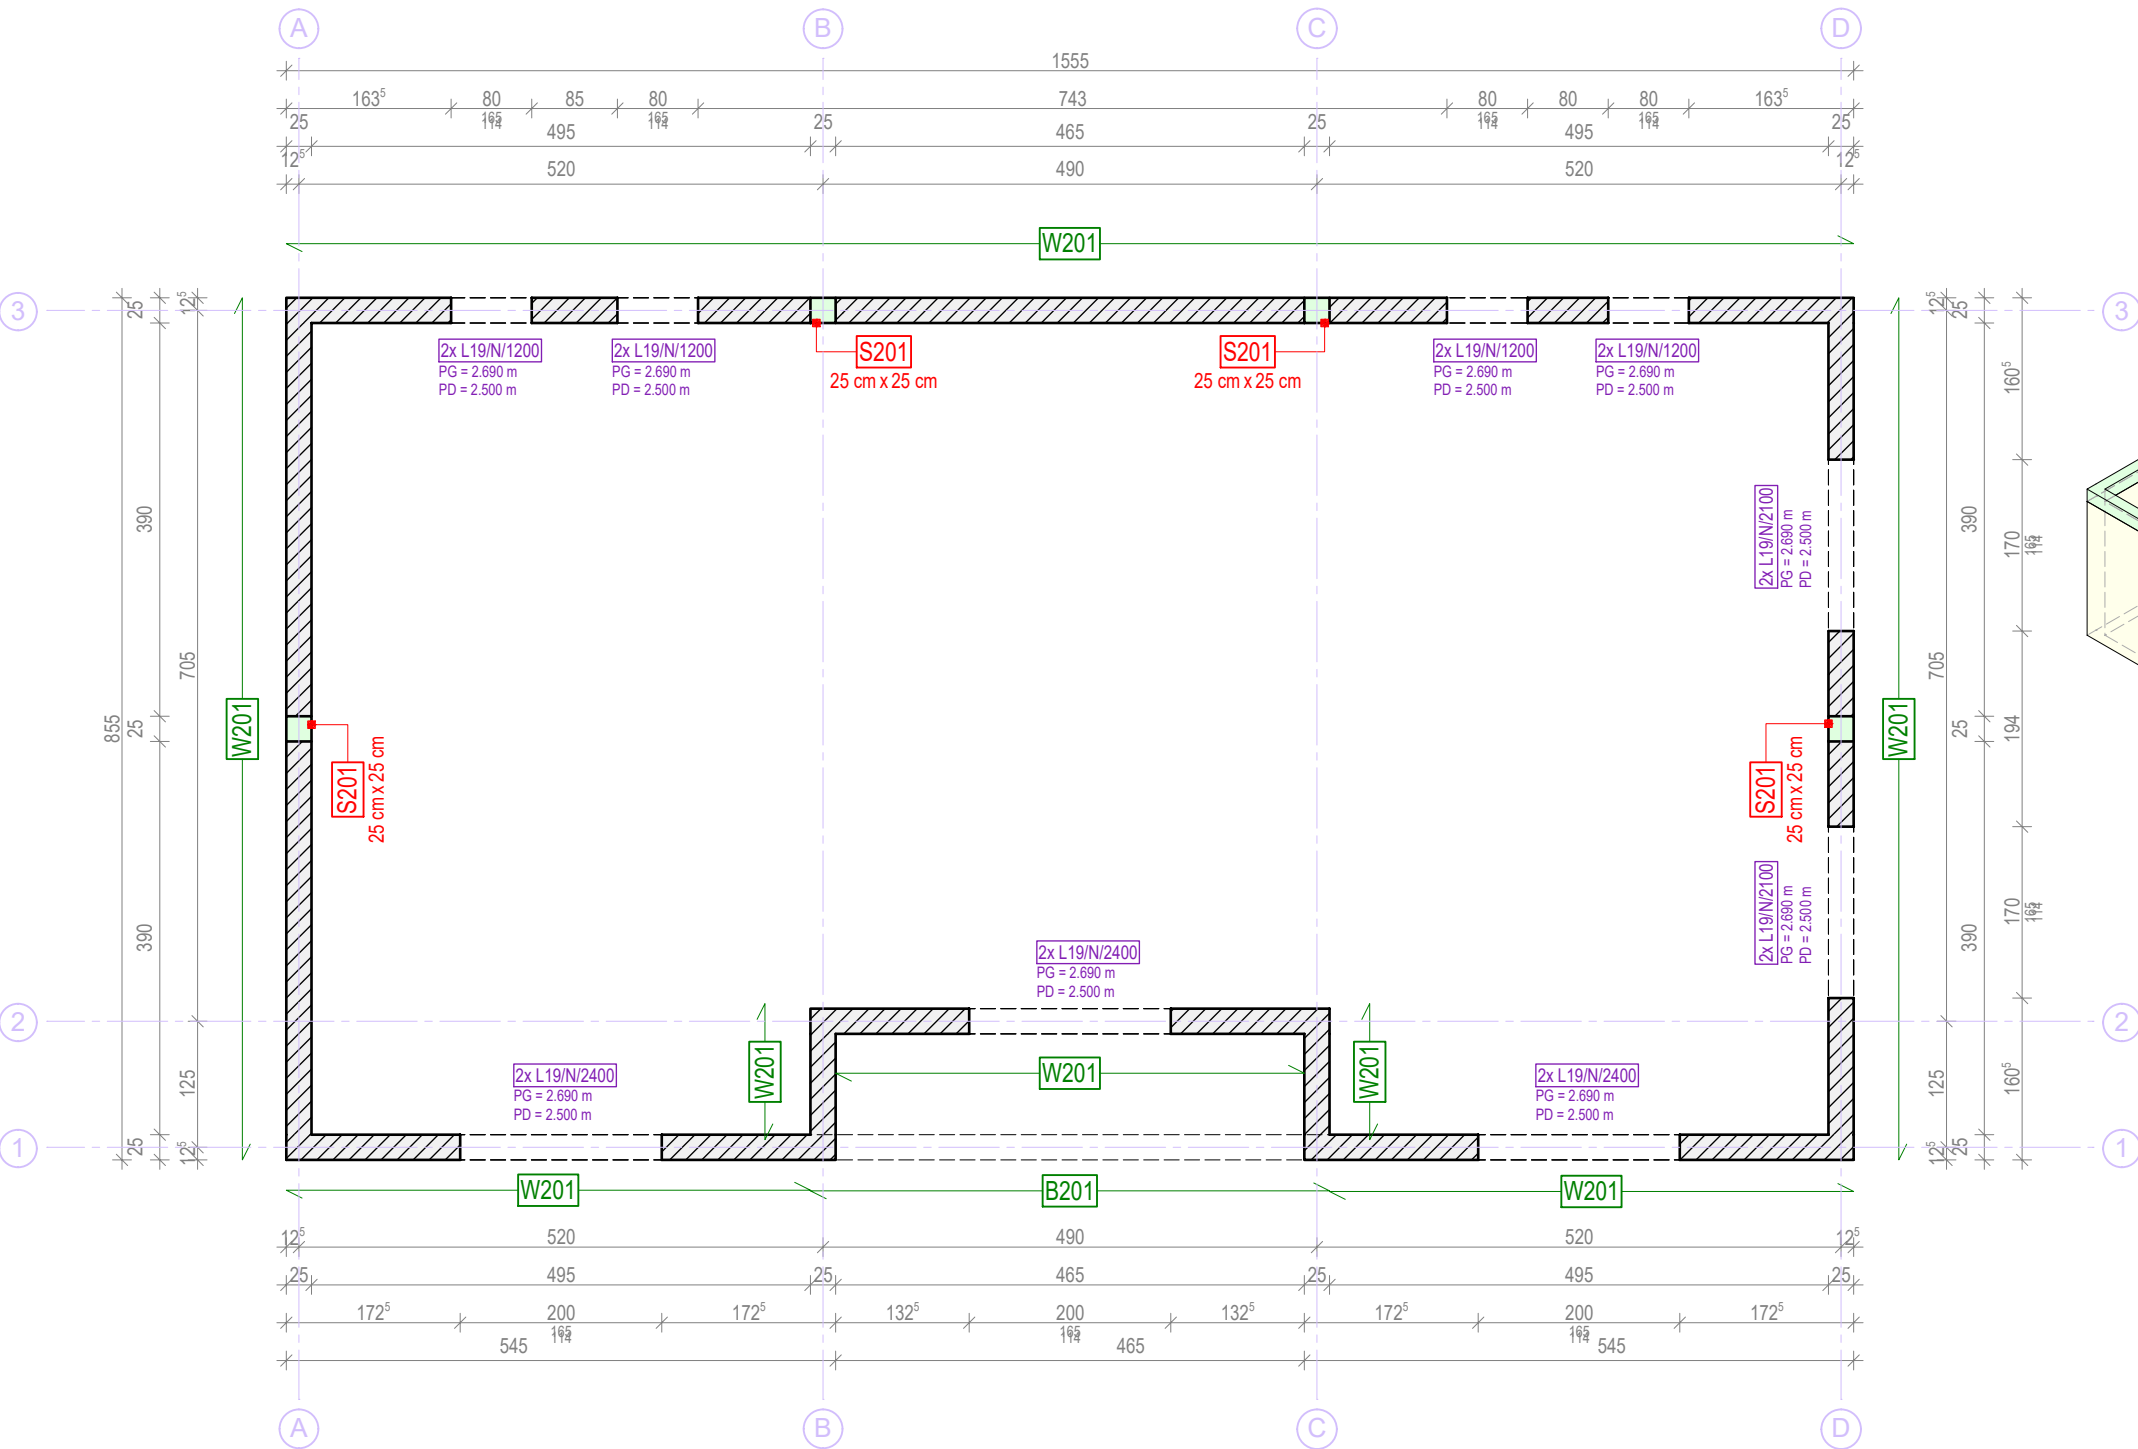 A B C D
1555
163⁵ 80 85 80 743 80 80 80 163⁵
165 165 165 165
114 114 114 114
25 25 25 25
495 465 495
12⁵ 520 490 520 12⁵
W201
3 3
25 12⁵
12⁵ 25
2x L19/N/1200
PG = 2.690 m
PD = 2.500 m
2x L19/N/1200
PG = 2.690 m
PD = 2.500 m
S201
25 cm x 25 cm
S201
25 cm x 25 cm
2x L19/N/1200
PG = 2.690 m
PD = 2.500 m
2x L19/N/1200
PG = 2.690 m
PD = 2.500 m
160⁵
390
390
2x L19/N/2100
PG = 2.690 m
PD = 2.500 m
170
165
114
705
705
855
25
W201
S201
25 cm x 25 cm
S201
25 cm x 25 cm
W201
25
194
390
390
2x L19/N/2100
PG = 2.690 m
PD = 2.500 m
170
165
114
2x L19/N/2400
PG = 2.690 m
PD = 2.500 m
2 2
125
2x L19/N/2400
PG = 2.690 m
PD = 2.500 m
W201
W201
W201
2x L19/N/2400
PG = 2.690 m
PD = 2.500 m
125
160⁵
1 1
25 12⁵
12⁵ 25
W201 B201 W201
12⁵ 520 490 520 12⁵
25 495 25 465 25 495 25
172⁵ 200 172⁵ 132⁵ 200 132⁵ 172⁵ 200 172⁵
165 165 165
114 114 114
545 465 545
A B C D